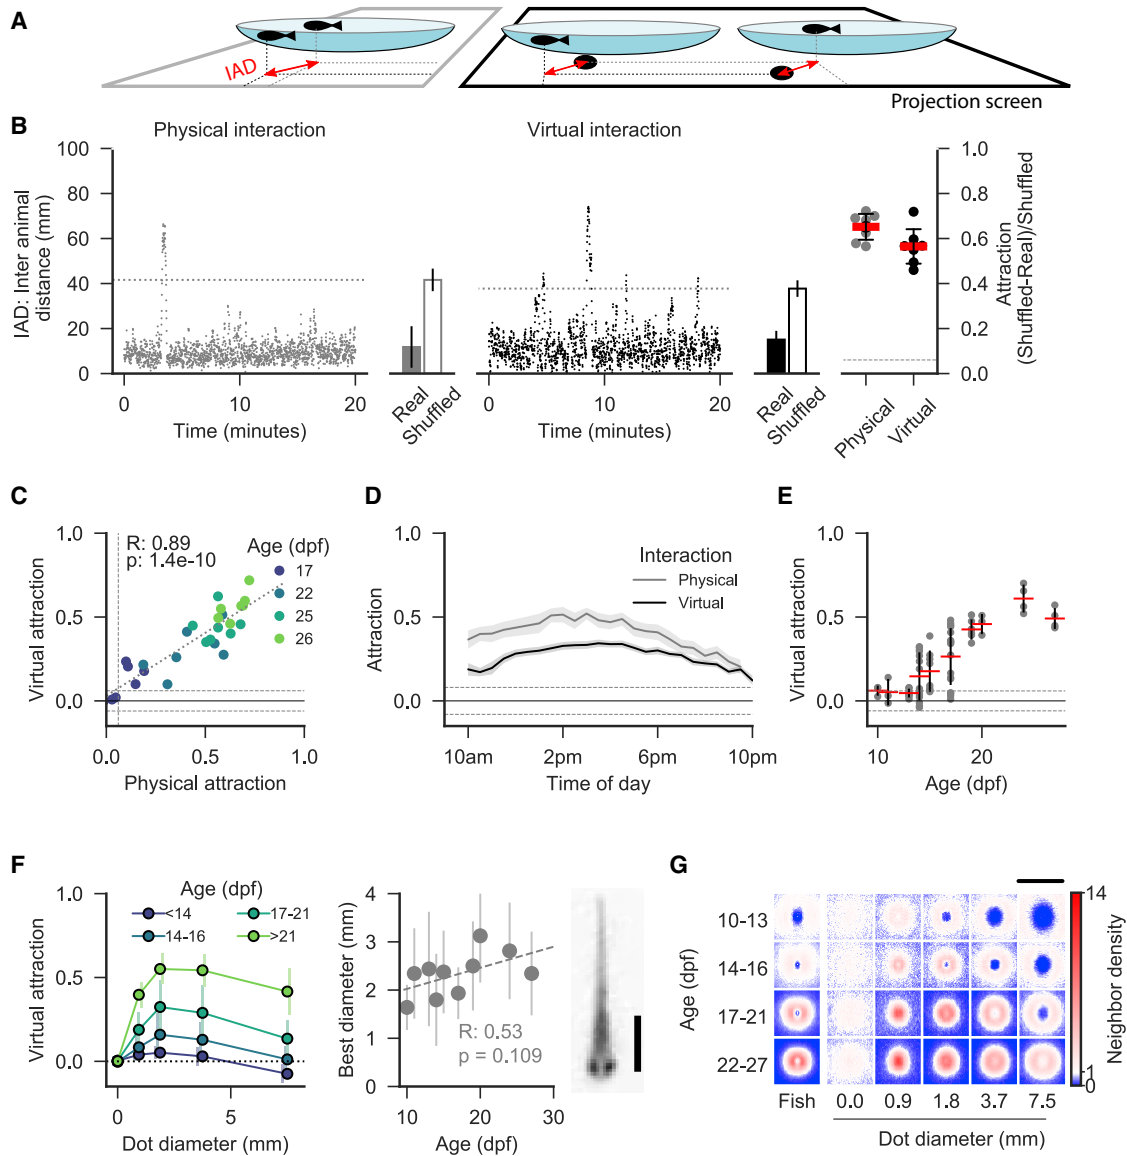 A
IAD
Projection screen
B
Physical interaction
Virtual interaction
IAD: Inter animal
distance (mm)
100
80
60
40
20
0
0
10
20
Time (minutes)
Real
Shuffled
0
10
20
Time (minutes)
Real
Shuffled
Physical
Virtual
1.0
0.8
0.6
0.4
0.2
0.0
Attraction
(Shuffled-Real)/Shuffled
C
Virtual attraction
1.0
0.5
0.0
R: 0.89
p: 1.4e-10
Age (dpf)
17
22
25
26
0.0
0.5
1.0
Physical attraction
D
Attraction
1.0
0.5
0.0
Interaction
Physical
Virtual
10am
2pm
6pm
10pm
Time of day
E
Virtual attraction
1.0
0.5
0.0
10
20
Age (dpf)
F
Virtual attraction
1.0
0.5
0.0
Age (dpf)
<14
17-21
14-16
>21
0
5
Dot diameter (mm)
Best diameter (mm)
4
3
2
1
0
R: 0.53
p = 0.109
10
20
30
Age (dpf)
G
Age (dpf)
10-13
14-16
17-21
22-27
Fish
0.0
0.9
1.8
3.7
7.5
Dot diameter (mm)
14
1
0
Neighbor density